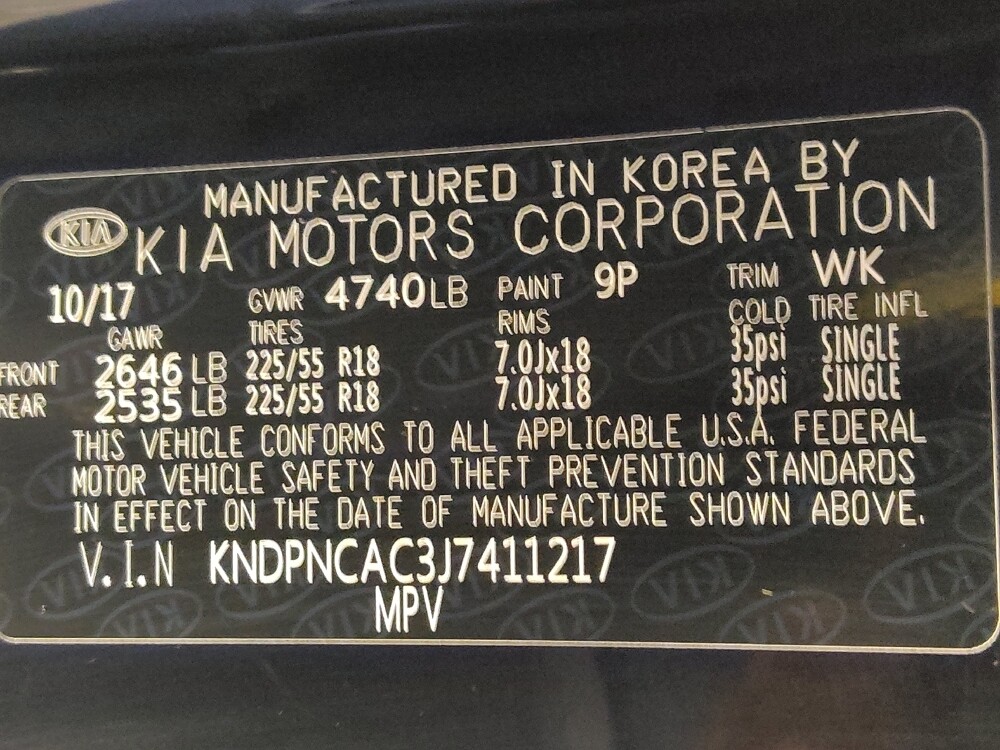 MANUFACTURED IN KOREA BY
KIA KIA MOTORS CORPORATION
10/17 GVWR 4740LB PAINT 9P TRIM WK
GAWR TIRES RIMS COLD TIRE INFL
FRONT 2646 LB 225/55 R18 7.0Jx18 35psi SINGLE
REAR 2535 LB 225/55 R18 7.0Jx18 35psi SINGLE
THIS VEHICLE CONFORMS TO ALL APPLICABLE U.S.A. FEDERAL
MOTOR VEHICLE SAFETY AND THEFT PREVENTION STANDARDS
IN EFFECT ON THE DATE OF MANUFACTURE SHOWN ABOVE.
V.I.N KNDPNCAC3J7411217
MPV